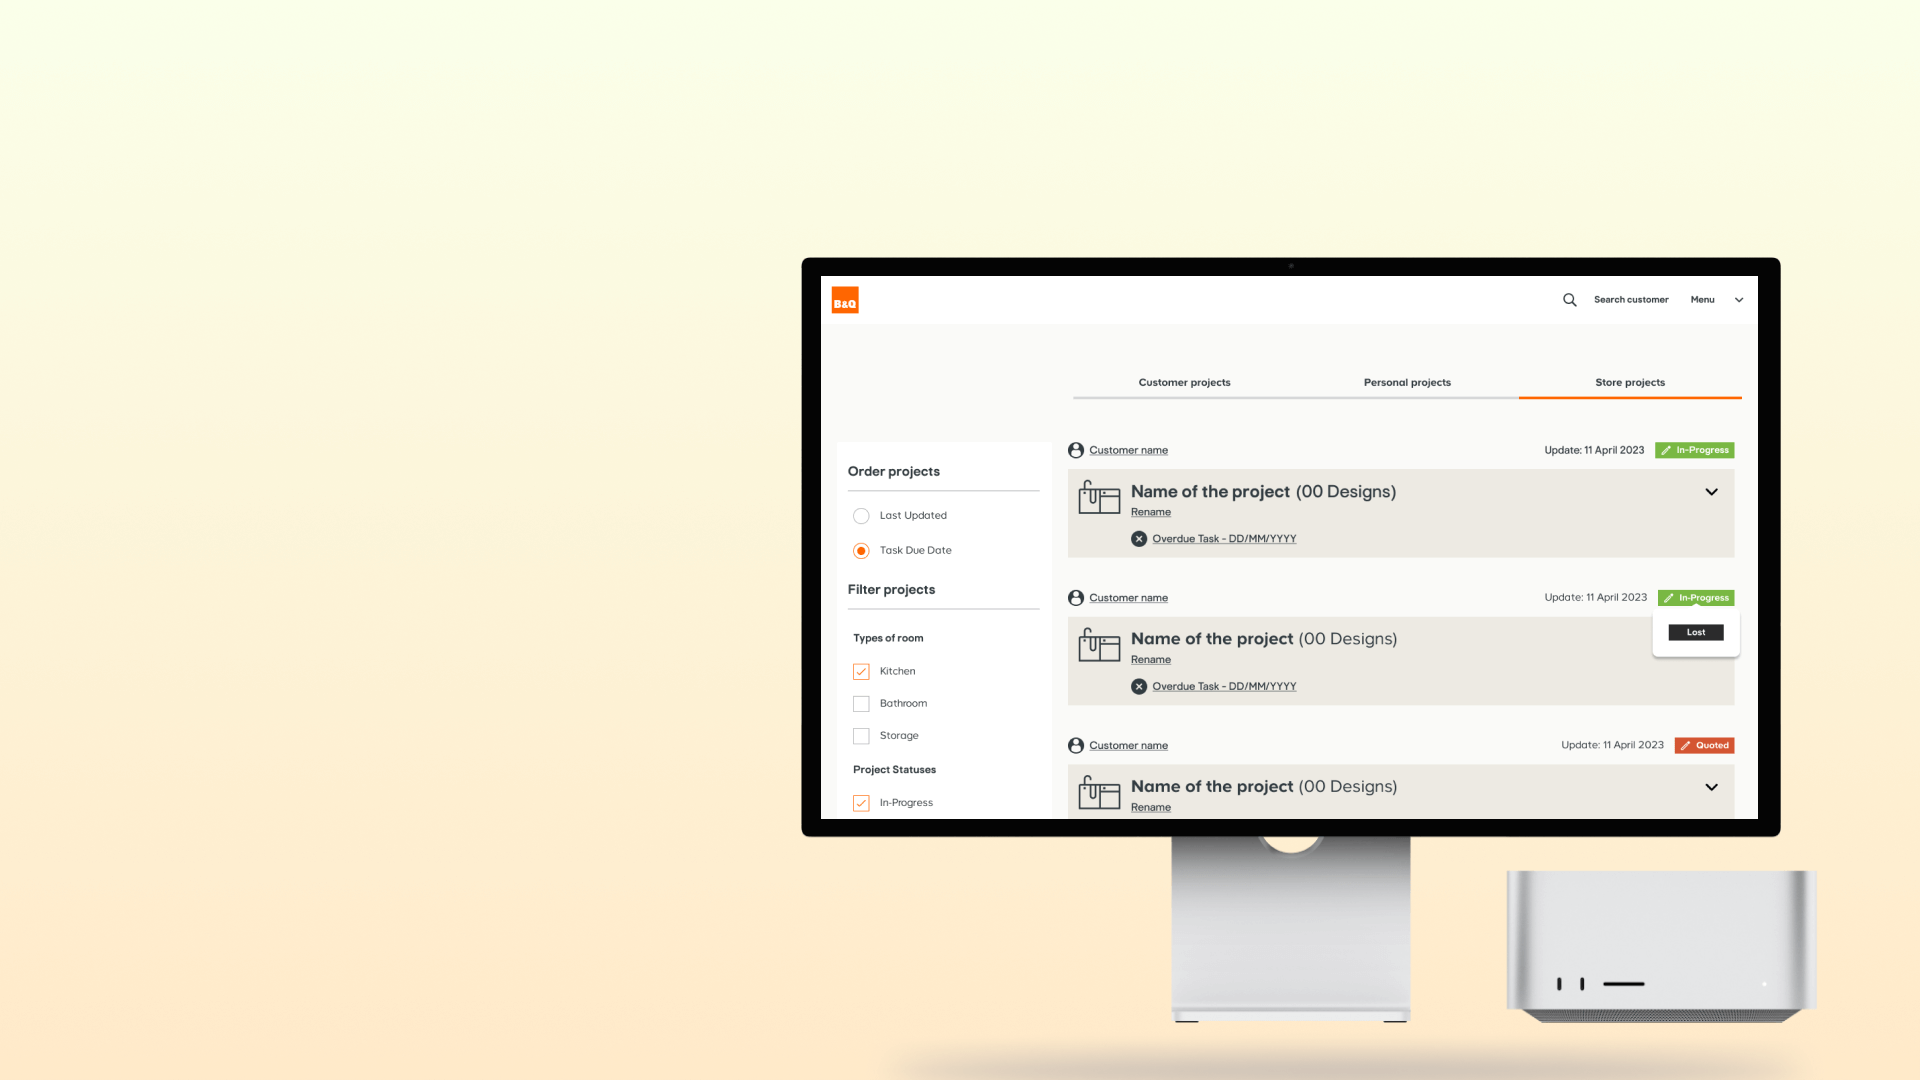 B&Q
Search customer
Menu
Customer projects
Personal projects
Store projects
Order projects
Last Updated
Task Due Date
Filter projects
Types of room
Kitchen
Bathroom
Storage
Project Statuses
In-Progress
Customer name
Update: 11 April 2023
In-Progress
Name of the project (00 Designs)
Rename
Overdue Task - DD/MM/YYYY
Customer name
Update: 11 April 2023
In-Progress
Lost
Name of the project (00 Designs)
Rename
Overdue Task - DD/MM/YYYY
Customer name
Update: 11 April 2023
Quoted
Name of the project (00 Designs)
Rename